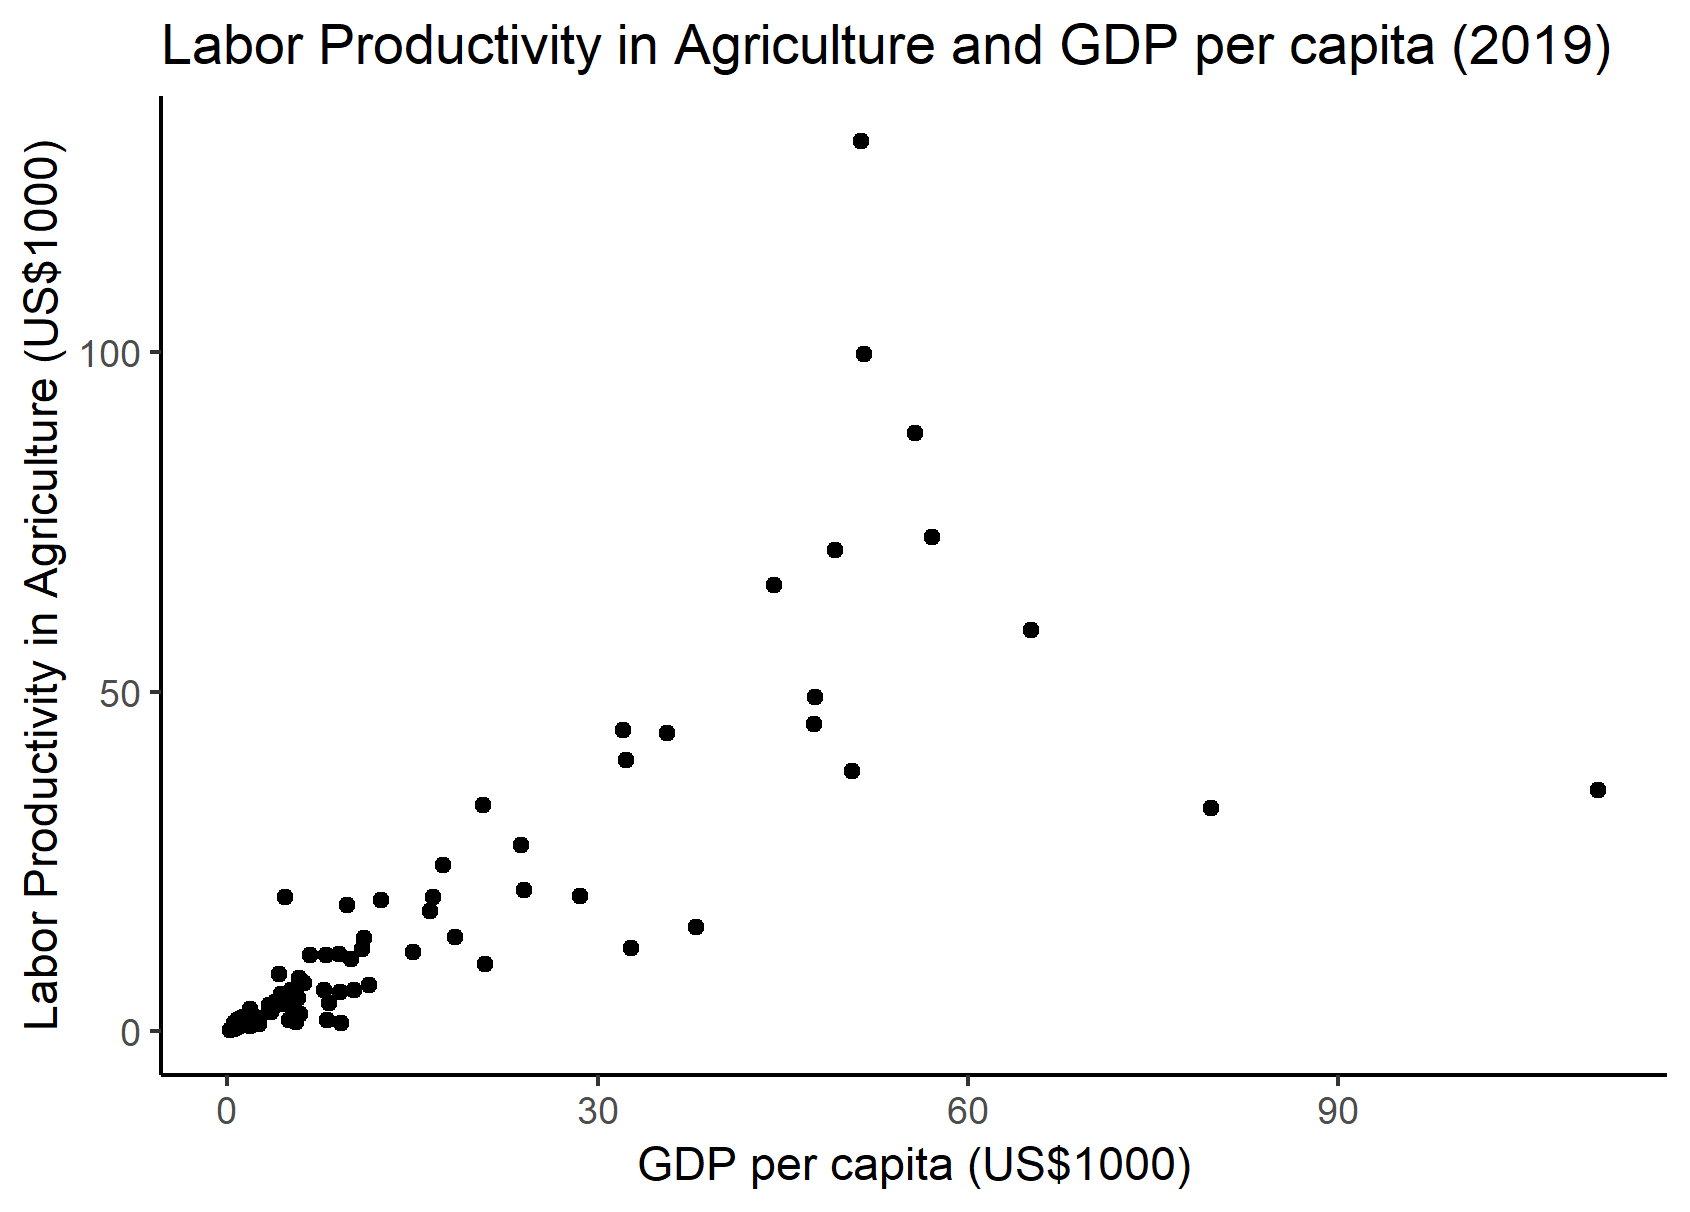 Labor Productivity in Agriculture and GDP per capita (2019)
Labor Productivity in Agriculture (US$1000)
100
50
0
0 30 60 90
GDP per capita (US$1000)